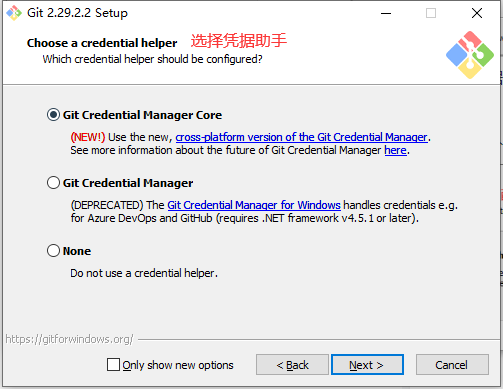 Git 2.29.2.2 Setup
Choose a credential helper 选择凭据助手
Which credential helper should be configured?
Git Credential Manager Core
(NEW!) Use the new, cross-platform version of the Git Credential Manager.
See more information about the future of Git Credential Manager here.
Git Credential Manager
(DEPRECATED) The Git Credential Manager for Windows handles credentials e.g.
for Azure DevOps and GitHub (requires .NET framework v4.5.1 or later).
None
Do not use a credential helper.
https://gitforwindows.org/
Only show new options < Back Next > Cancel